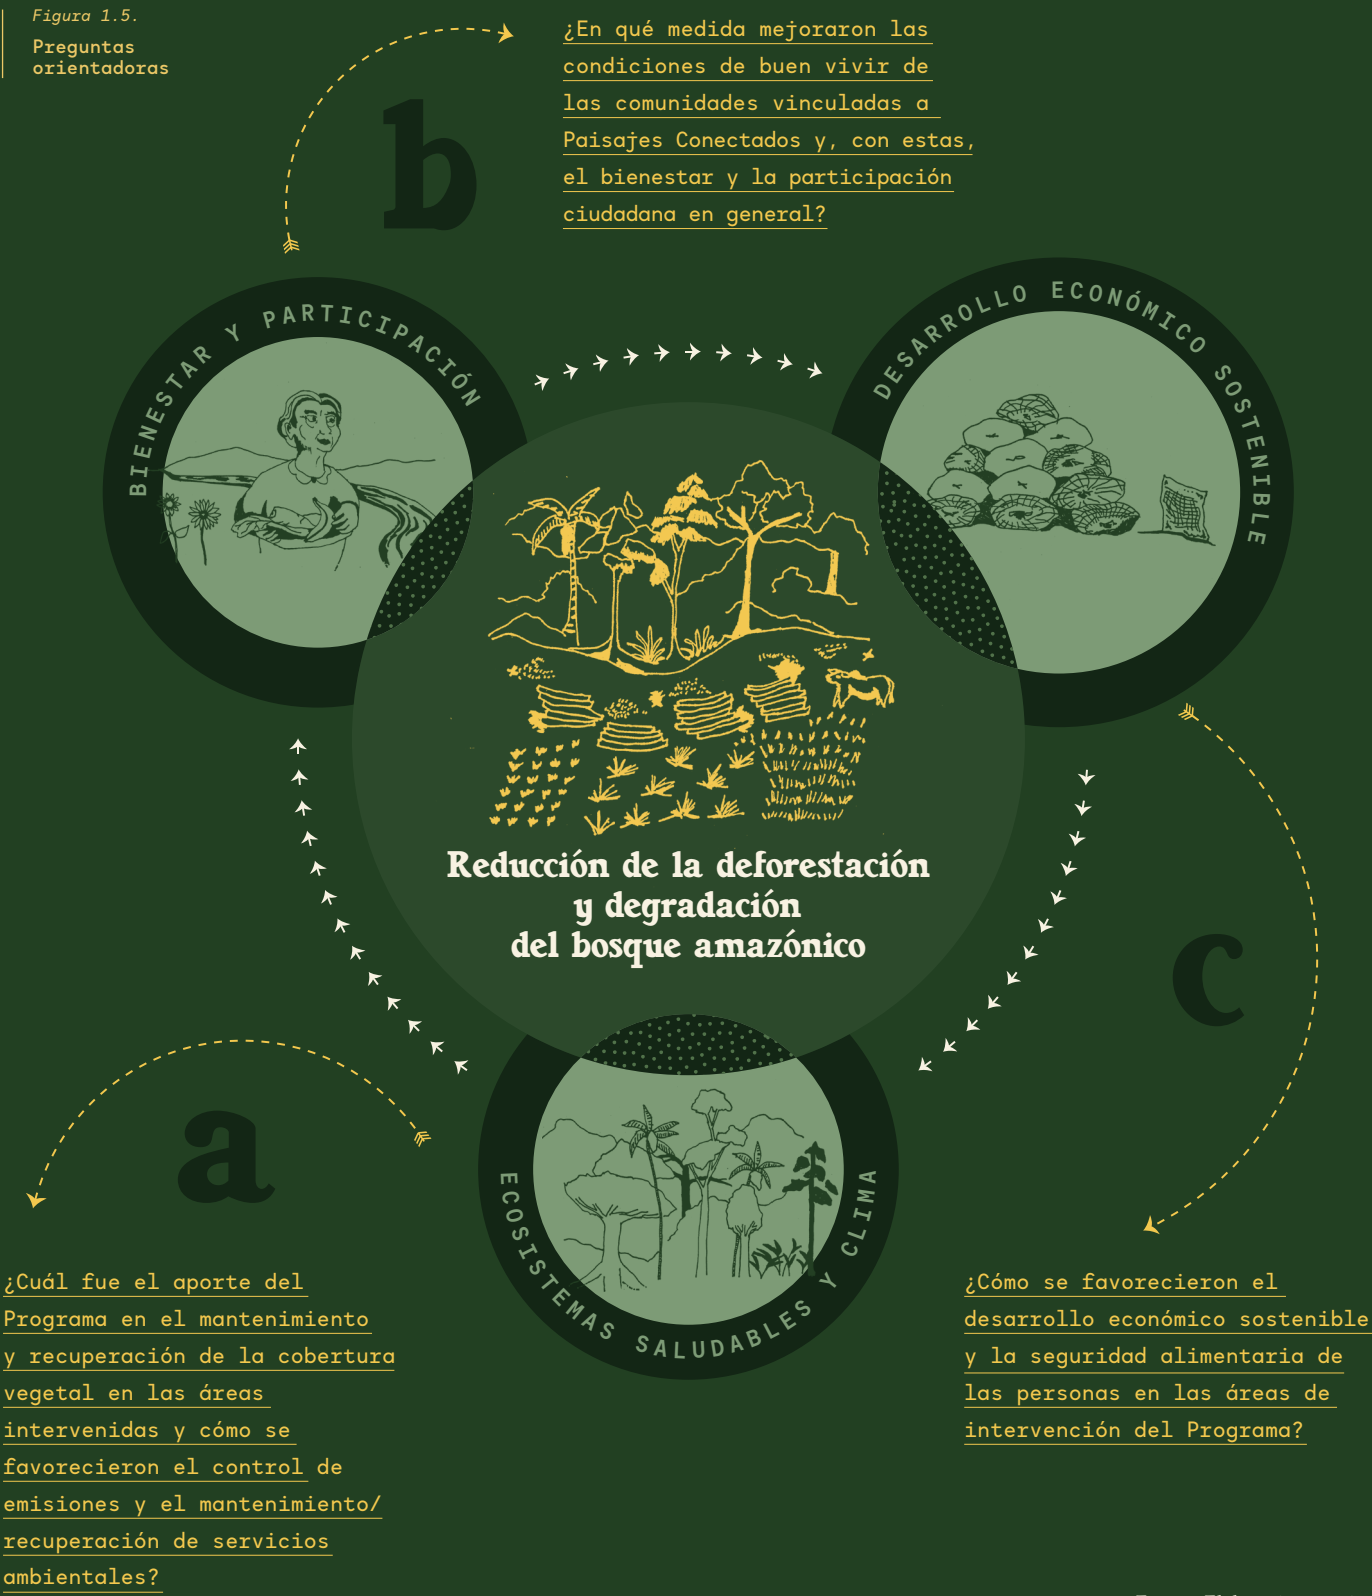 Figura 1.5.
Preguntas
orientadoras
b
¿En qué medida mejoraron las
condiciones de buen vivir de
las comunidades vinculadas a
Paisajes Conectados y, con estas,
el bienestar y la participación
ciudadana en general?
BIENESTAR Y PARTICIPACIÓN
DESARROLLO ECONÓMICO SOSTENIBLE
Reducción de la deforestación
y degradación
del bosque amazónico
ECOSISTEMAS SALUDABLES Y CLIMA
a
¿Cuál fue el aporte del
Programa en el mantenimiento
y recuperación de la cobertura
vegetal en las áreas
intervenidas y cómo se
favorecieron el control de
emisiones y el mantenimiento/
recuperación de servicios
ambientales?
c
¿Cómo se favorecieron el
desarrollo económico sostenible
y la seguridad alimentaria de
las personas en las áreas de
intervención del Programa?